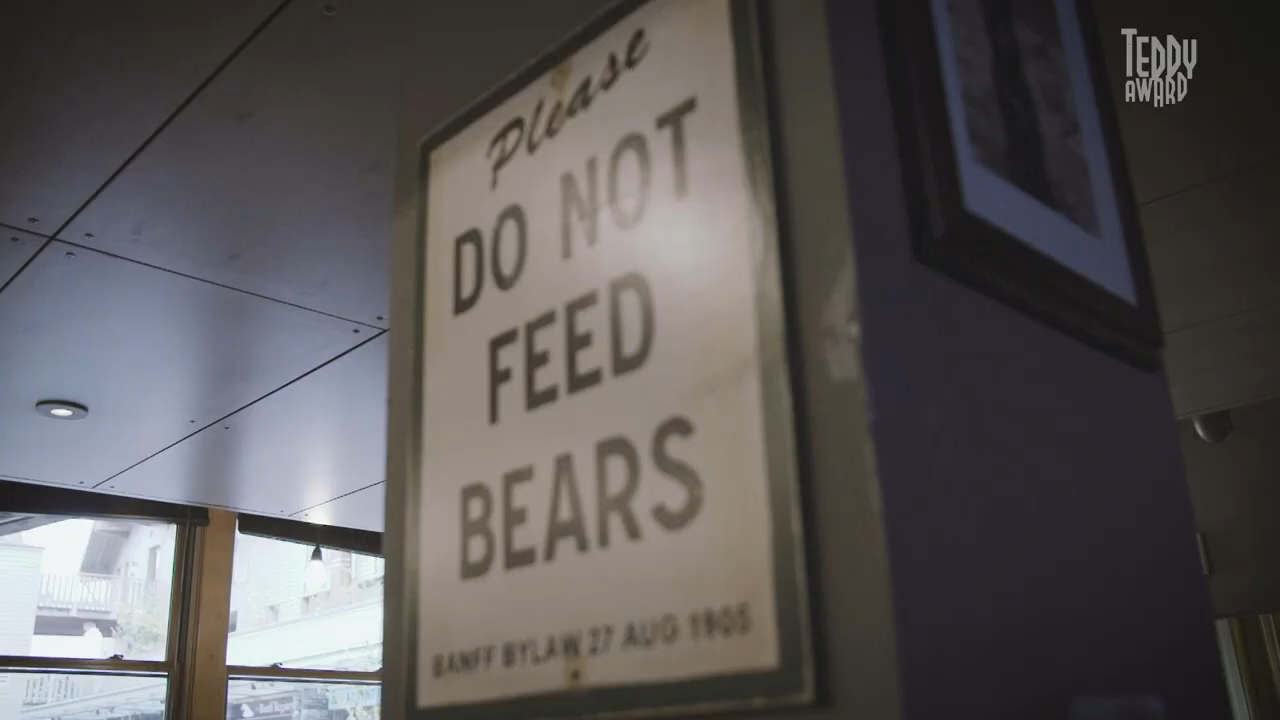 Please
DO NOT
FEED
BEARS
BANFF BYLAW 27 AUG 1905
TEDDY
AWARD